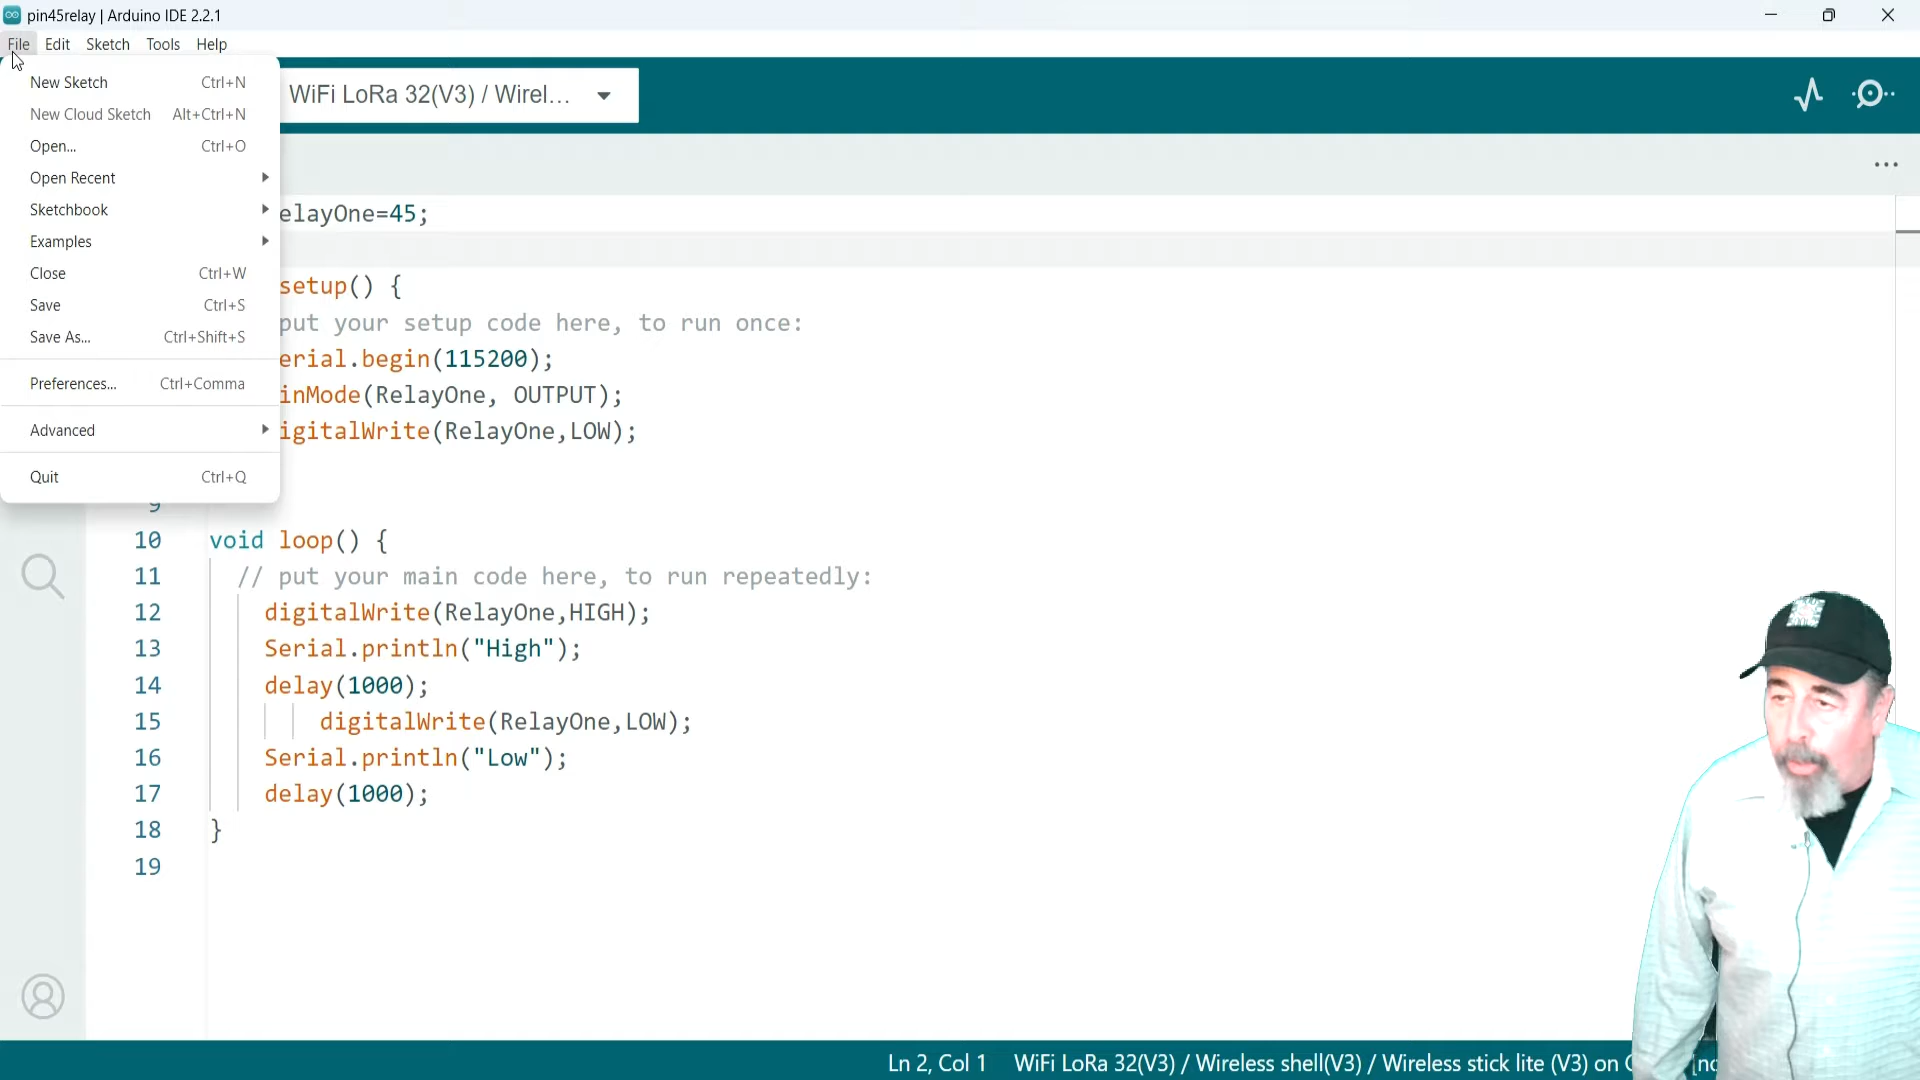 pin45relay | Arduino IDE 2.2.1
File Edit Sketch Tools Help
New Sketch Ctrl+N
New Cloud Sketch Alt+Ctrl+N
Open... Ctrl+O
Open Recent
Sketchbook
Examples
Close Ctrl+W
Save Ctrl+S
Save As... Ctrl+Shift+S
Preferences... Ctrl+Comma
Advanced
Quit Ctrl+Q
WiFi LoRa 32(V3) / Wirel...
elayOne=45;
setup() {
put your setup code here, to run once:
erial.begin(115200);
inMode(RelayOne, OUTPUT);
igitalWrite(RelayOne,LOW);
9
10 void loop() {
11 // put your main code here, to run repeatedly:
12 digitalWrite(RelayOne,HIGH);
13 Serial.println("High");
14 delay(1000);
15 digitalWrite(RelayOne,LOW);
16 Serial.println("Low");
17 delay(1000);
18 }
19
Ln 2, Col 1 WiFi LoRa 32(V3) / Wireless shell(V3) / Wireless stick lite (V3) on